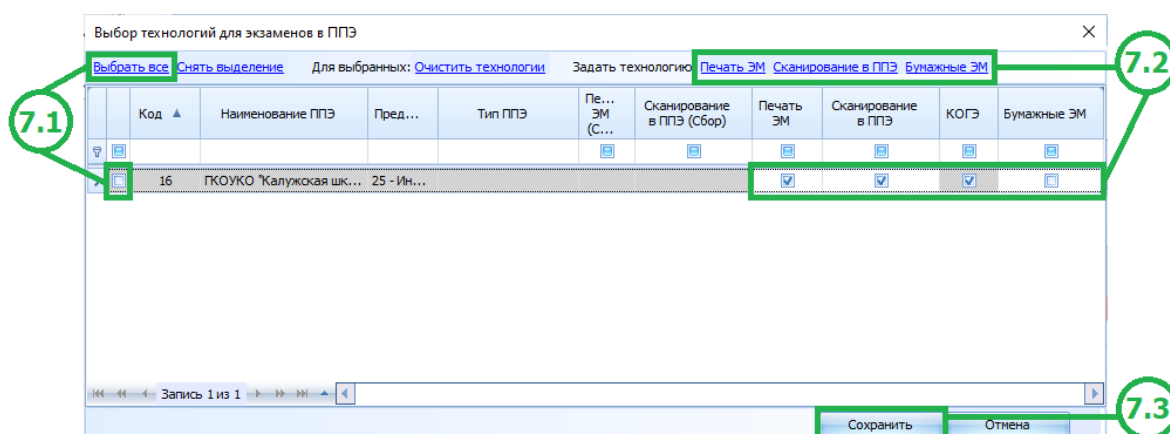 Выбор технологий для экзаменов в ППЭ
Выбрать все Снять выделение Для выбранных: Очистить технологии Задать технологию Печать ЭМ Сканирование в ППЭ Бумажные ЭМ
7.2
7.1
Код Наименование ППЭ Пред... Тип ППЭ Пе... ЭМ (С... Сканирование в ППЭ (Сбор) Печать ЭМ Сканирование в ППЭ КОГЭ Бумажные ЭМ
16 ГКОУКО "Калужская шк... 25 - Ин...
Запись 1 из 1
7.3
Сохранить Отмена